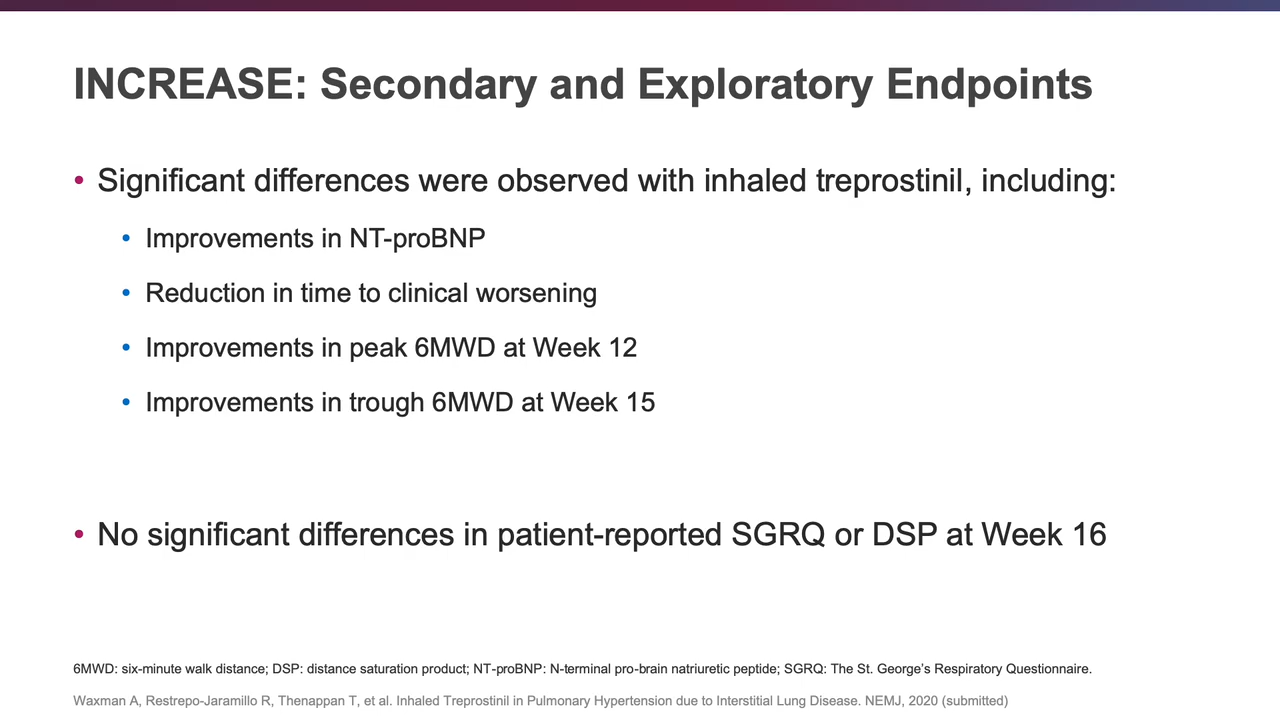 INCREASE: Secondary and Exploratory Endpoints
• Significant differences were observed with inhaled treprostinil, including:
• Improvements in NT-proBNP
• Reduction in time to clinical worsening
• Improvements in peak 6MWD at Week 12
• Improvements in trough 6MWD at Week 15
• No significant differences in patient-reported SGRQ or DSP at Week 16
6MWD: six-minute walk distance; DSP: distance saturation product; NT-proBNP: N-terminal pro-brain natriuretic peptide; SGRQ: The St. George’s Respiratory Questionnaire.
Waxman A, Restrepo-Jaramillo R, Thenappan T, et al. Inhaled Treprostinil in Pulmonary Hypertension due to Interstitial Lung Disease. NEMJ, 2020 (submitted)